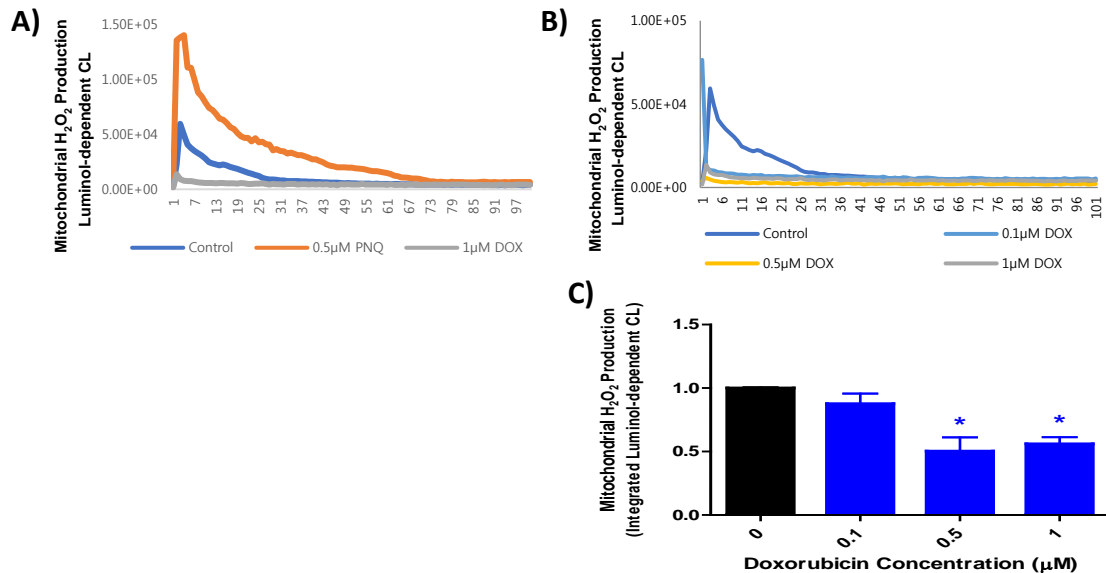 A)
Mitochondrial H₂O₂ Production
Luminol-dependent CL
1.50E+05
1.00E+05
5.00E+04
0.00E+00
1 7 13 19 25 31 37 43 49 55 61 67 73 79 85 91 97
Control 0.5µM PNQ 1µM DOX
B)
Mitochondrial H₂O₂ Production
Luminol-dependent CL
1.00E+05
5.00E+04
0.00E+00
1 6 11 16 21 26 31 36 41 46 51 56 61 66 71 76 81 86 91 96 101
Control 0.1µM DOX
0.5µM DOX 1µM DOX
C)
Mitochondrial H₂O₂ Production
(Integrated Luminol-dependent CL)
1.5
1.0
0.5
0.0
* *
0 0.1 0.5 1
Doxorubicin Concentration (µM)